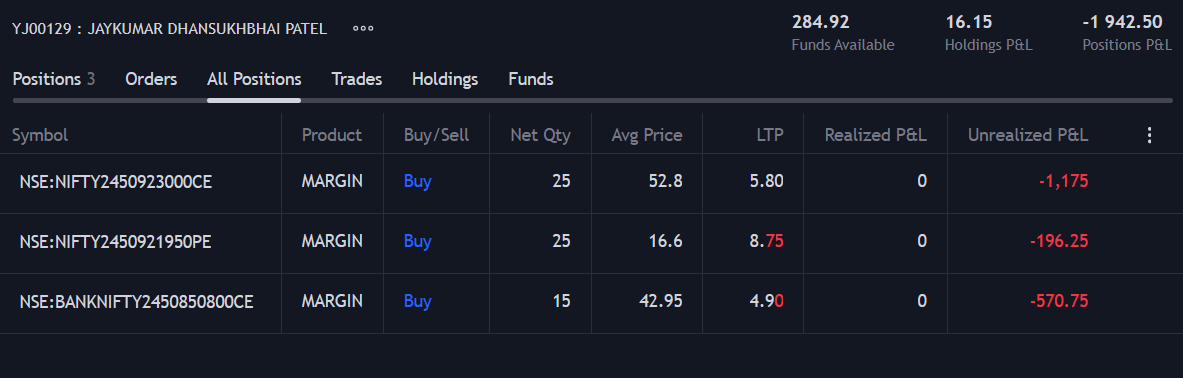 YJ00129 : JAYKUMAR DHANSUKHBHAI PATEL
284.92 16.15 -1 942.50
Funds Available Holdings P&L Positions P&L
Positions 3 Orders All Positions Trades Holdings Funds
Symbol Product Buy/Sell Net Qty Avg Price LTP Realized P&L Unrealized P&L
NSE:NIFTY2450923000CE MARGIN Buy 25 52.8 5.80 0 -1,175
NSE:NIFTY2450921950PE MARGIN Buy 25 16.6 8.75 0 -196.25
NSE:BANKNIFTY2450850800CE MARGIN Buy 15 42.95 4.90 0 -570.75